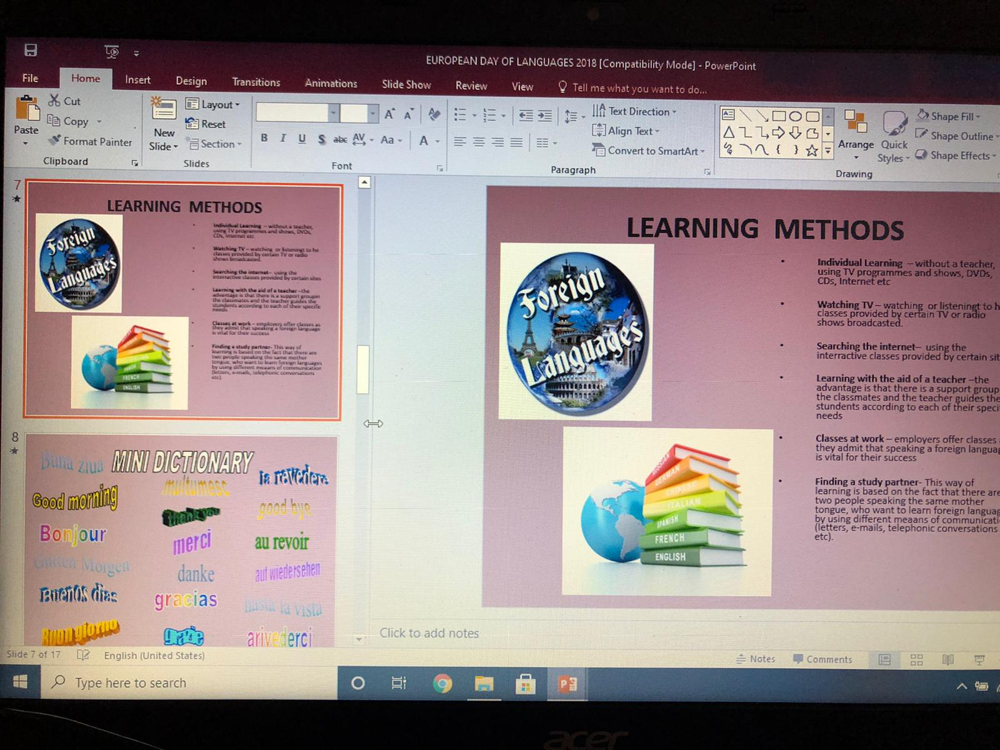 EUROPEAN DAY OF LANGUAGES 2018 [Compatibility Mode] - PowerPoint
File Home Insert Design Transitions Animations Slide Show Review View Tell me what you want to do...
Paste
Cut
Copy
Format Painter
Clipboard
New Slide
Layout
Reset
Section
Slides
B I U S abc AV Aa A
Font
Text Direction
Align Text
Convert to SmartArt
Paragraph
Arrange
Quick Styles
Shape Fill
Shape Outline
Shape Effects
Drawing
7
LEARNING METHODS
Foreign
Languages
Individual Learning – without a teacher,
using TV programmes and shows, DVDs,
CDs, Internet etc
Watching TV – watching or listeningt to he
classes provided by certain TV or radio
shows broadcasted.
Searching the internet– using the
interractive classes provided by certain sites
Learning with the aid of a teacher –the
advantage is that there is a support groupin
the classmates and the teacher guides the
stundents according to each of their specific
needs
Classes at work – employers offer classes as
they admit that speaking a foreign language
is vital for their success
Finding a study partner- This way of
learning is based on the fact that there are
two people speaking the same mother
tongue, who want to learn foreign languages
by using different meaans of communication
(letters, e-mails, telephonic conversations
etc).
FRENCH
ENGLISH
8
MINI DICTIONARY
Buna ziua multumesc la revedere
Good morning thank you good bye
Bonjour merci au revoir
Gutten Morgen danke auf wiedersehen
Buenos dias gracias hasta la vista
Buon giorno grazie arivederci
LEARNING METHODS
Foreign
Languages
Individual Learning – without a teacher,
using TV programmes and shows, DVDs,
CDs, Internet etc
Watching TV – watching or listeningt to h
classes provided by certain TV or radio
shows broadcasted.
Searching the internet– using the
interractive classes provided by certain sit
Learning with the aid of a teacher –the
advantage is that there is a support group
the classmates and the teacher guides the
stundents according to each of their speci
needs
Classes at work – employers offer classes
they admit that speaking a foreign languag
is vital for their success
Finding a study partner- This way of
learning is based on the fact that there are
two people speaking the same mother
tongue, who want to learn foreign languag
by using different meaans of communicati
(letters, e-mails, telephonic conversations
etc).
RUSSIAN
GERMAN
CHINESE
ITALIAN
SPANISH
FRENCH
ENGLISH
Click to add notes
Slide 7 of 17 English (United States) Notes Comments
Type here to search
acer